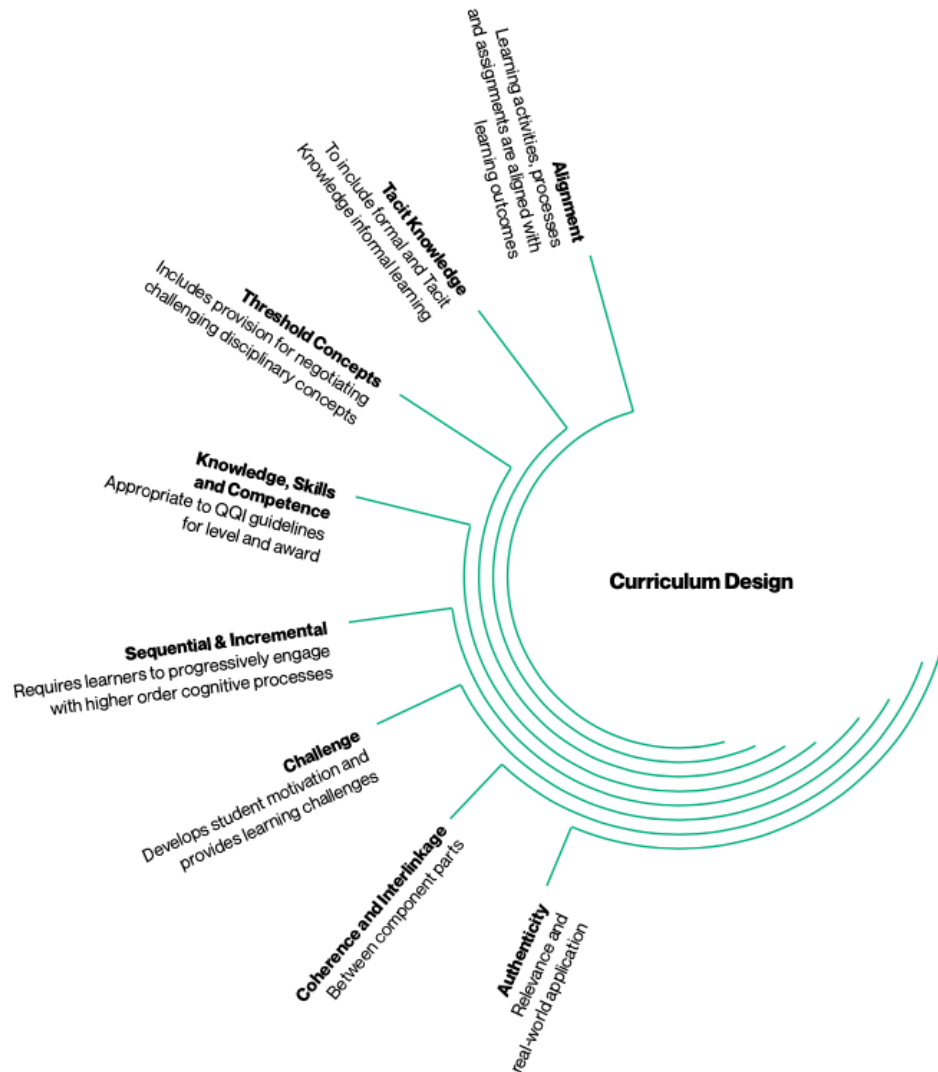 Alignment
Learning activities, processes
and assignments are aligned with
learning outcomes
Tacit Knowledge
To include formal and Tacit
Knowledge informal learning
Threshold Concepts
Includes provision for negotiating
challenging disciplinary concepts
Knowledge, Skills
and Competence
Appropriate to QQI guidelines
for level and award
Sequential & Incremental
Requires learners to progressively engage
with higher order cognitive processes
Challenge
Develops student motivation and
provides learning challenges
Coherence and Interlinkage
Between component parts
Authenticity
Relevance and
real-world application
Curriculum Design